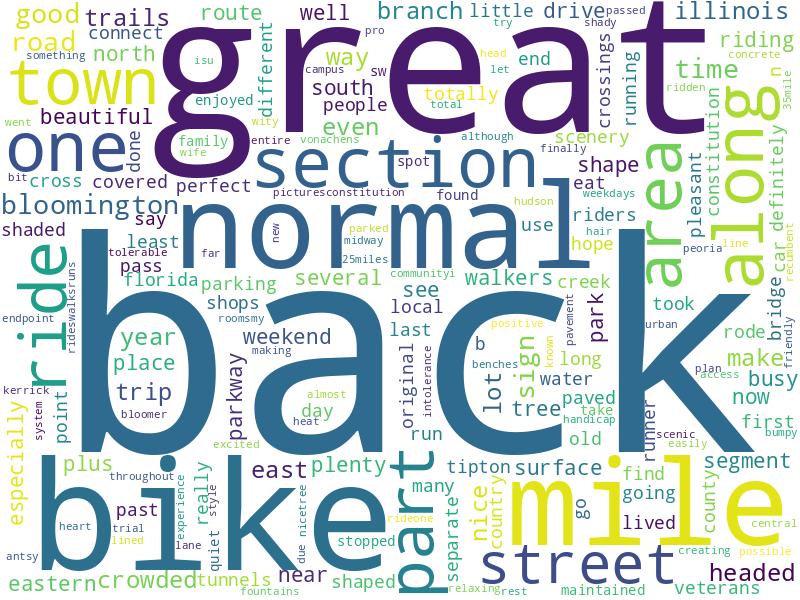 good trails route well branch little drive try shady passed illinois
something road connect north isu great pro riding
town way sw end campus head let crossings concrete
went beautiful enjoyed different south people totally total running time n ridden 35mile
one done family wife wity entire vonachens even although finally scenery
bit cross covered perfect section spot shape constitution along
bloomington picturesconstitution found eat weekdays area pleasant definitely
shaded say normal new parked use riders hudson hair car line recumbent
least tolerable far midway see walkers hope peoria
ride pass florida parking several 25miles communityi creek took bridge
endpoint rideswalksruns shops roomsmy local positive pavement park urban friendly
year back weekend last b known rode make
place making original benches long sign plan busy
kerrick trip parkway day almost intolerance lot water access now
system point bloomer heat run tree paved take handicap scenic first
excited old runner easily bumpy
especially plus bike east plenty part tipton surface find segment
throughout really many nice country mile going county
past experience style due nicetree separate go lived central
antsy heart trial lined lane quiet stopped rideone street creating possible
eastern crowded tunnels near shaped relaxing rest maintained veterans headed
fountains